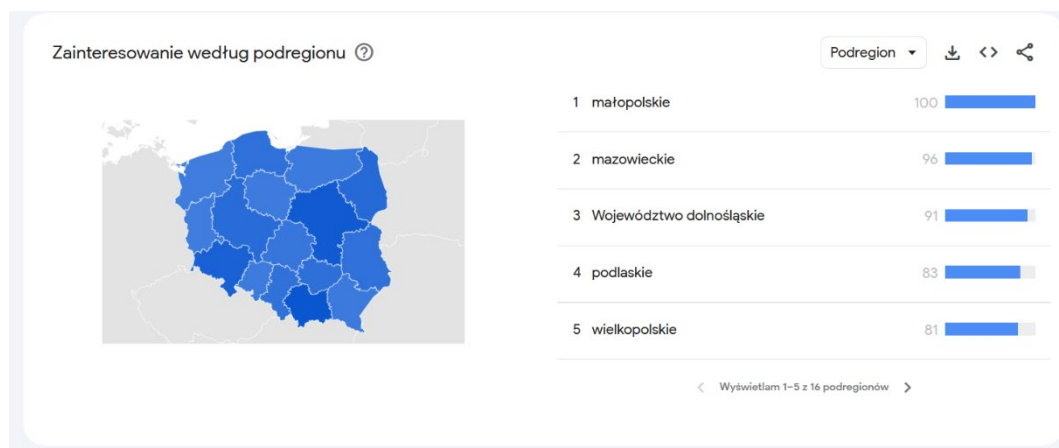 Zainteresowanie według podregionu
Podregion
1 małopolskie 100
2 mazowieckie 96
3 Województwo dolnośląskie 91
4 podlaskie 83
5 wielkopolskie 81
Wyświetlam 1–5 z 16 podregionów